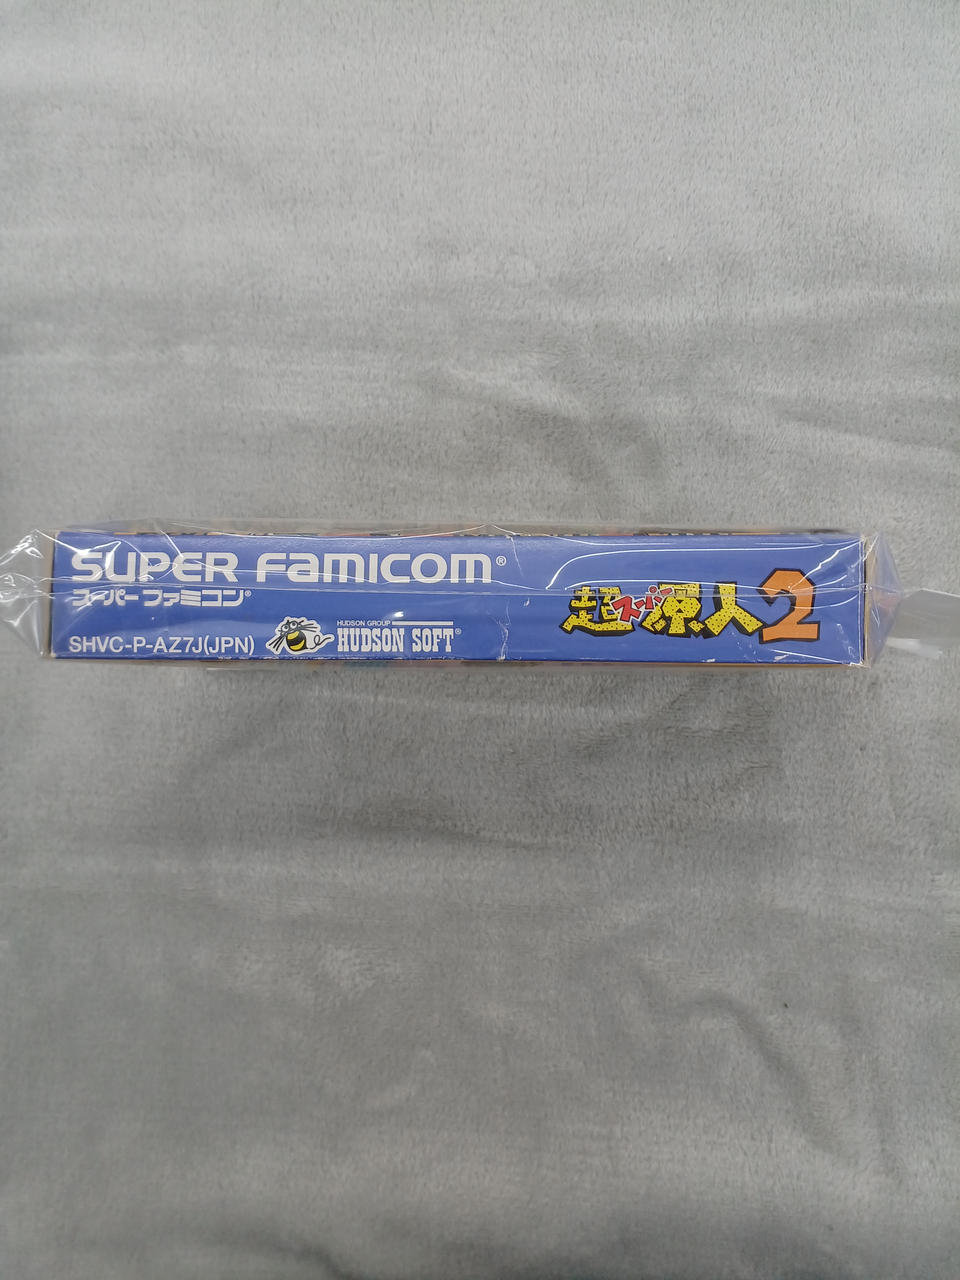 SUPER FAMICOM®
スーパーファミコン®
SHVC-P-AZ7J(JPN)
HUDSON GROUP
HUDSON SOFT®
超スーパー原人2